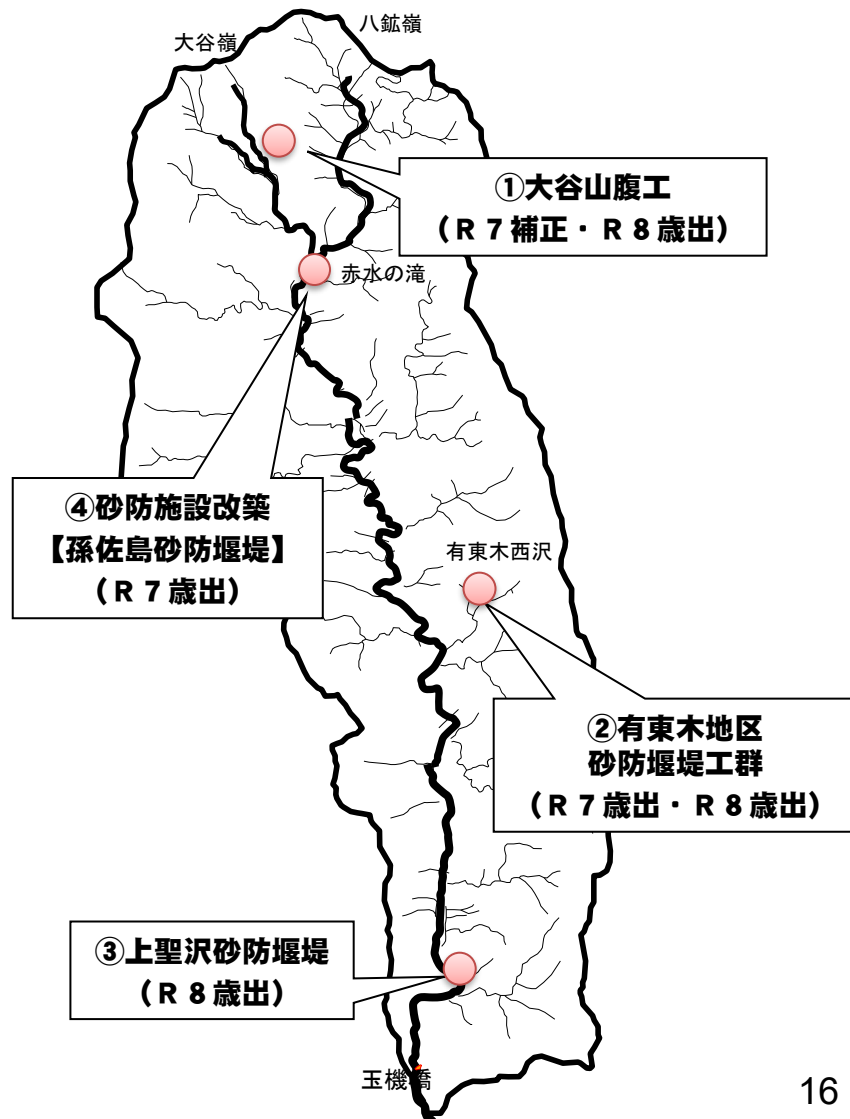 八鉱嶺
大谷嶺
①大谷山腹工
(R7補正・R8歳出)
赤水の滝
④砂防施設改築
【孫佐島砂防堰堤】
(R7歳出)
有東木西沢
②有東木地区
砂防堰堤工群
(R7歳出・R8歳出)
③上聖沢砂防堰堤
(R8歳出)
玉機橋
16